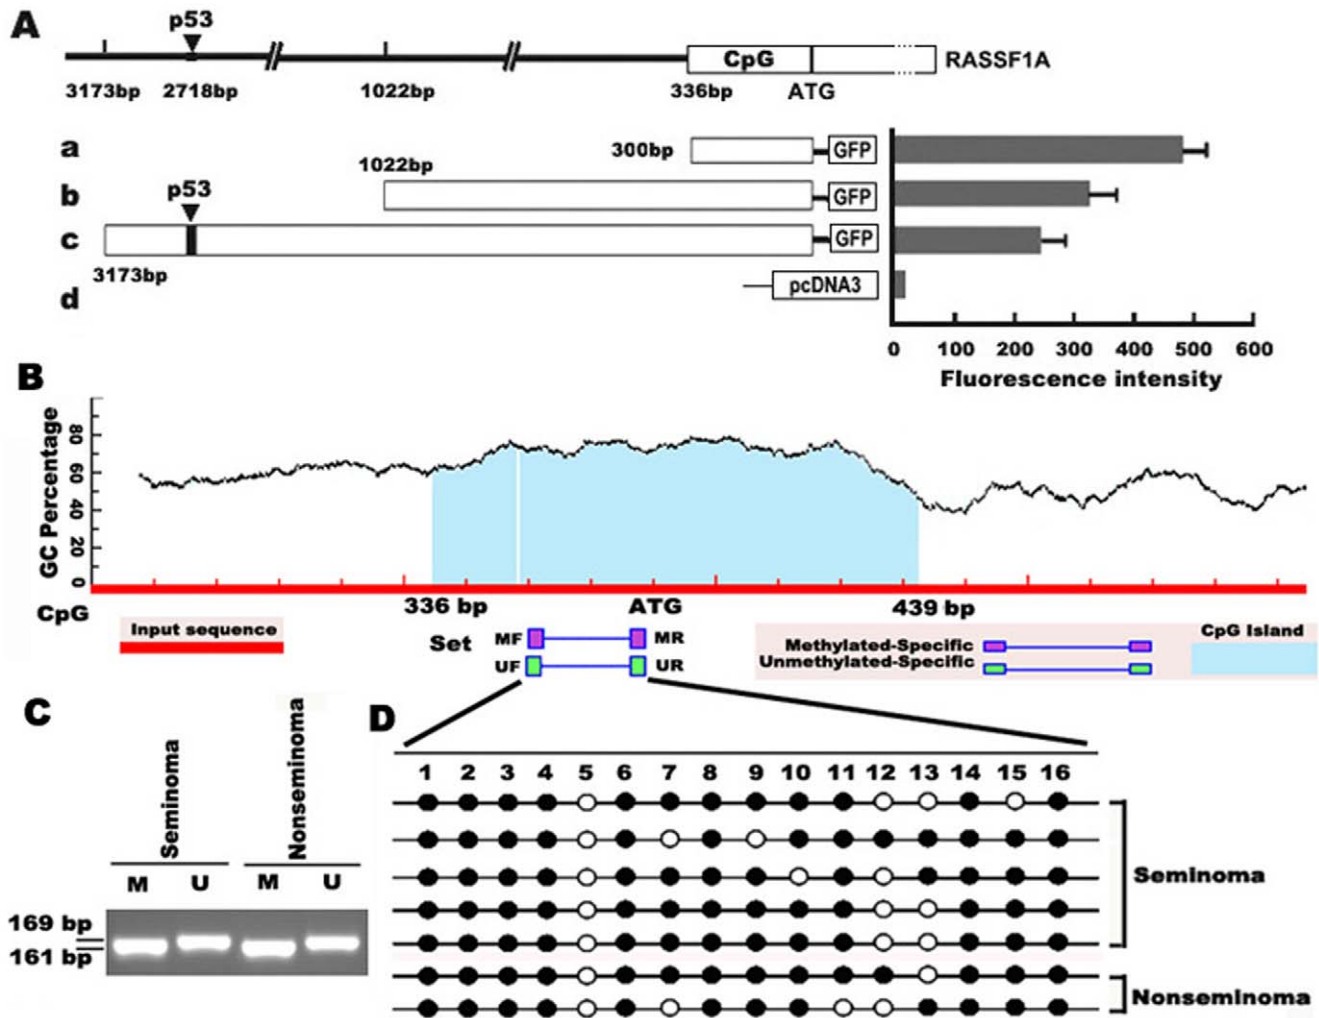 A
p53
CpG
RASSF1A
3173bp
2718bp
1022bp
336bp
ATG
a
300bp
GFP
1022bp
b
p53
GFP
c
GFP
3173bp
d
pcDNA3
0 100 200 300 400 500 600
Fluorescence intensity
B
GC Percentage
80
60
40
20
0
CpG
336 bp
ATG
439 bp
Input sequence
Set
MF
MR
UF
UR
Methylated-Specific
Unmethylated-Specific
CpG Island
C
Seminoma
Nonseminoma
M U M U
169 bp
161 bp
D
1 2 3 4 5 6 7 8 9 10 11 12 13 14 15 16
Seminoma
Nonseminoma